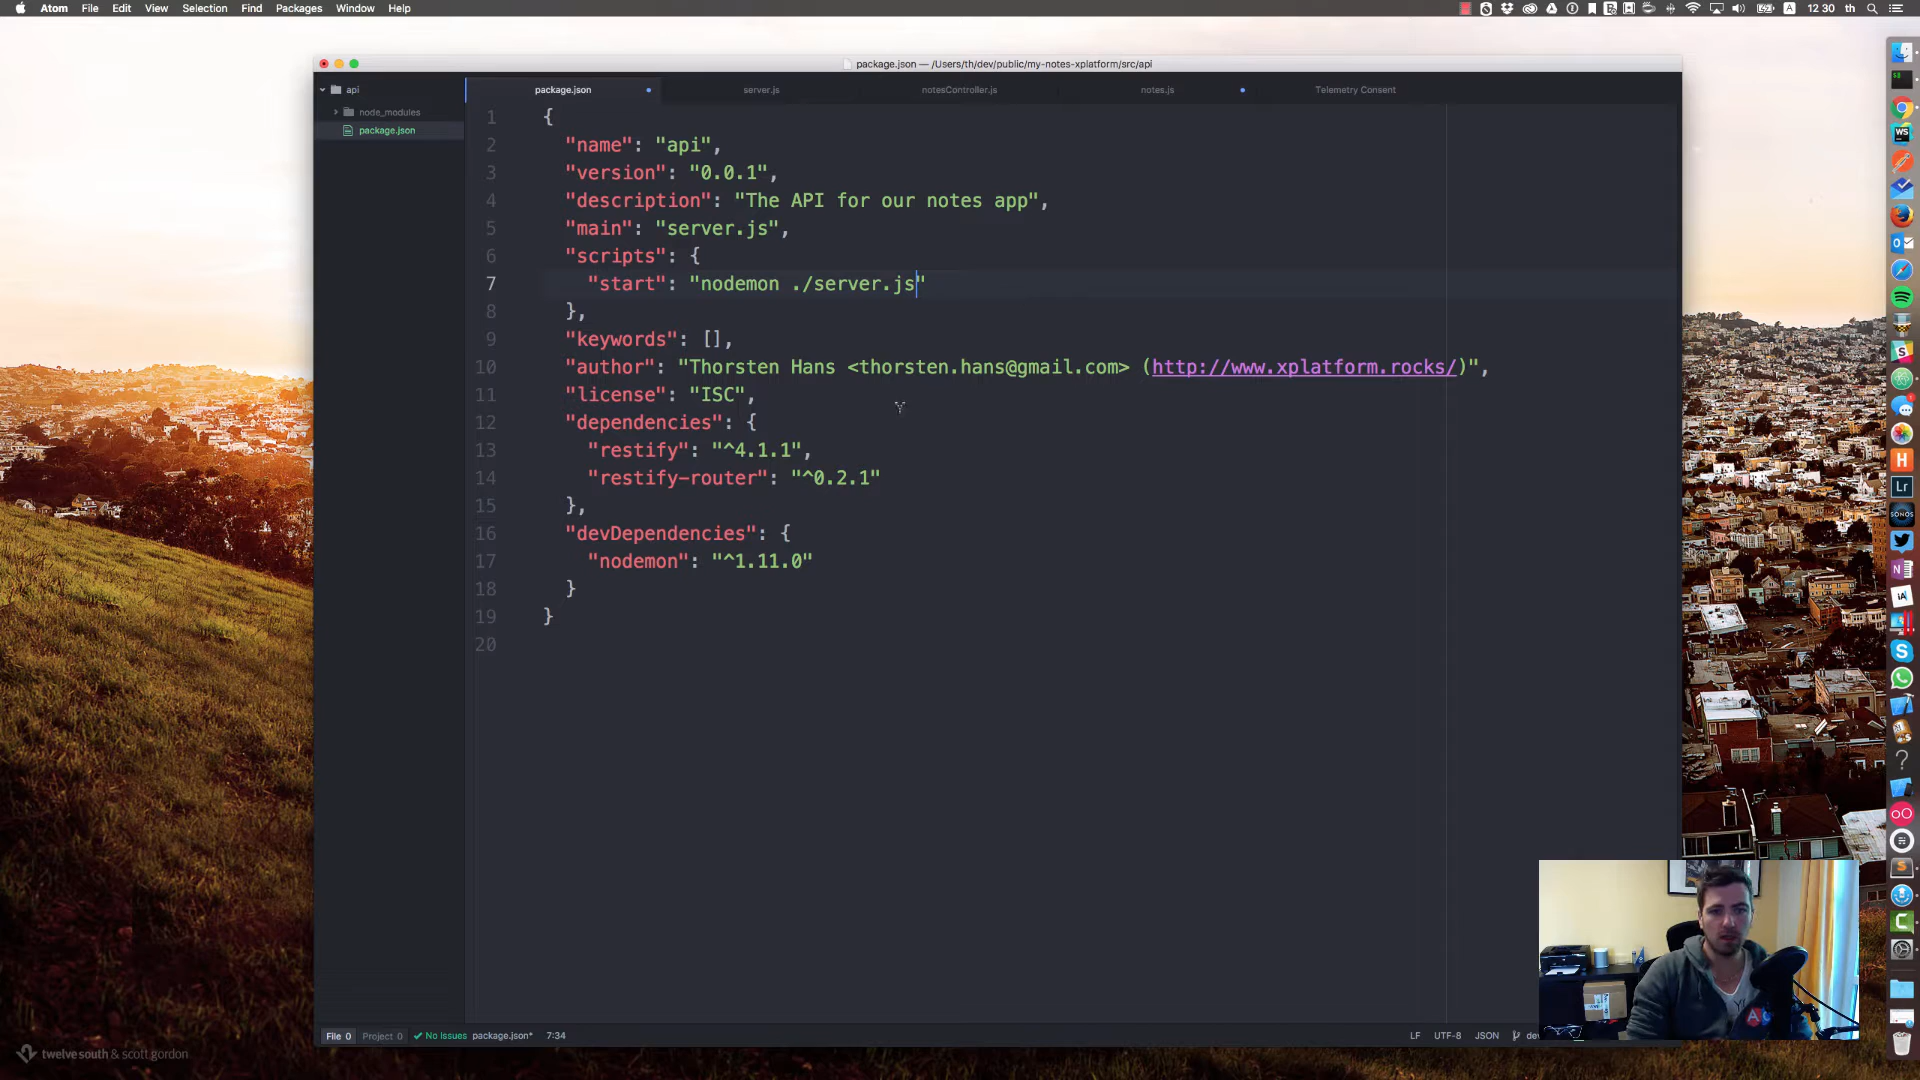 Atom File Edit View Selection Find Packages Window Help
12 30 th
package.json — /Users/th/dev/public/my-notes-xplatform/src/api
api
node_modules
package.json
package.json server.js notesController.js notes.js Telemetry Consent
1 {
2 "name": "api",
3 "version": "0.0.1",
4 "description": "The API for our notes app",
5 "main": "server.js",
6 "scripts": {
7 "start": "nodemon ./server.js"
8 },
9 "keywords": [],
10 "author": "Thorsten Hans <thorsten.hans@gmail.com> (http://www.xplatform.rocks/)",
11 "license": "ISC",
12 "dependencies": {
13 "restify": "^4.1.1",
14 "restify-router": "^0.2.1"
15 },
16 "devDependencies": {
17 "nodemon": "^1.11.0"
18 }
19 }
20
File 0 Project 0 No Issues package.json* 7:34 LF UTF-8 JSON
twelve south & scott gordon
WS
H
Lr
SONOS
N
iA